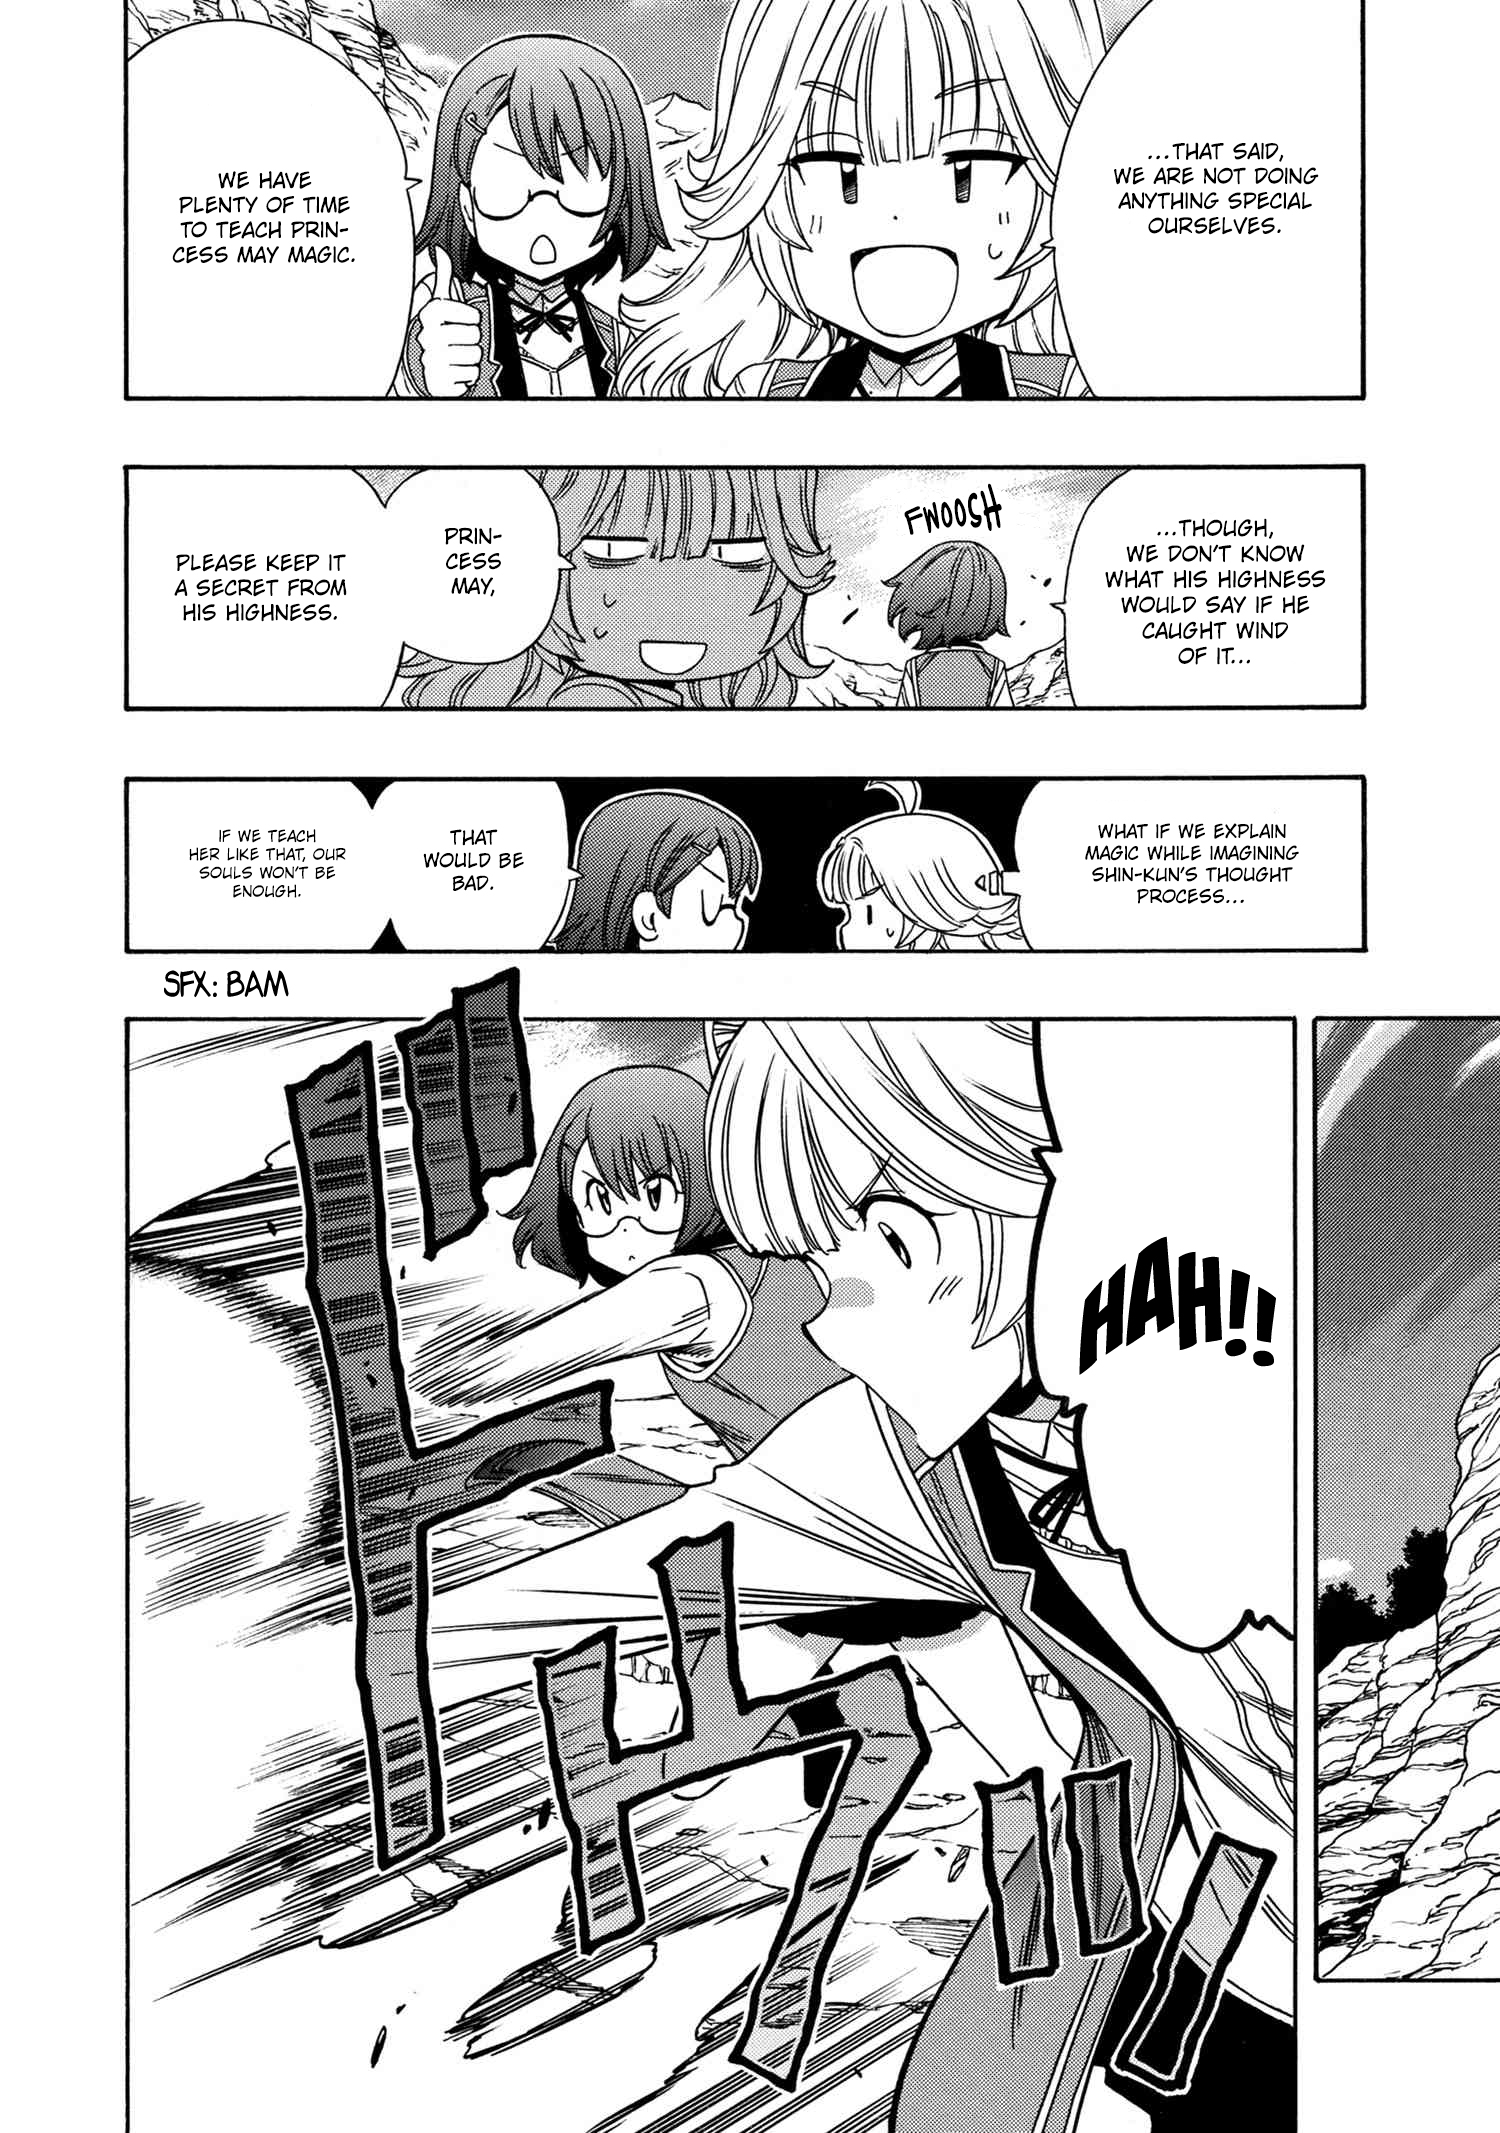 ...THAT SAID,
WE ARE NOT DOING
ANYTHING SPECIAL
OURSELVES.
WE HAVE
PLENTY OF TIME
TO TEACH PRIN-
CESS MAY MAGIC.
...THOUGH,
WE DON'T KNOW
WHAT HIS HIGHNESS
WOULD SAY IF HE
CAUGHT WIND
OF IT...
FWOOSH
PRIN-
CESS
MAY,
PLEASE KEEP IT
A SECRET FROM
HIS HIGHNESS.
WHAT IF WE EXPLAIN
MAGIC WHILE IMAGINING
SHIN-KUN'S THOUGHT
PROCESS...
THAT
WOULD BE
BAD.
IF WE TEACH
HER LIKE THAT, OUR
SOULS WON'T BE
ENOUGH.
SFX: BAM
HAH!!
ドドウ